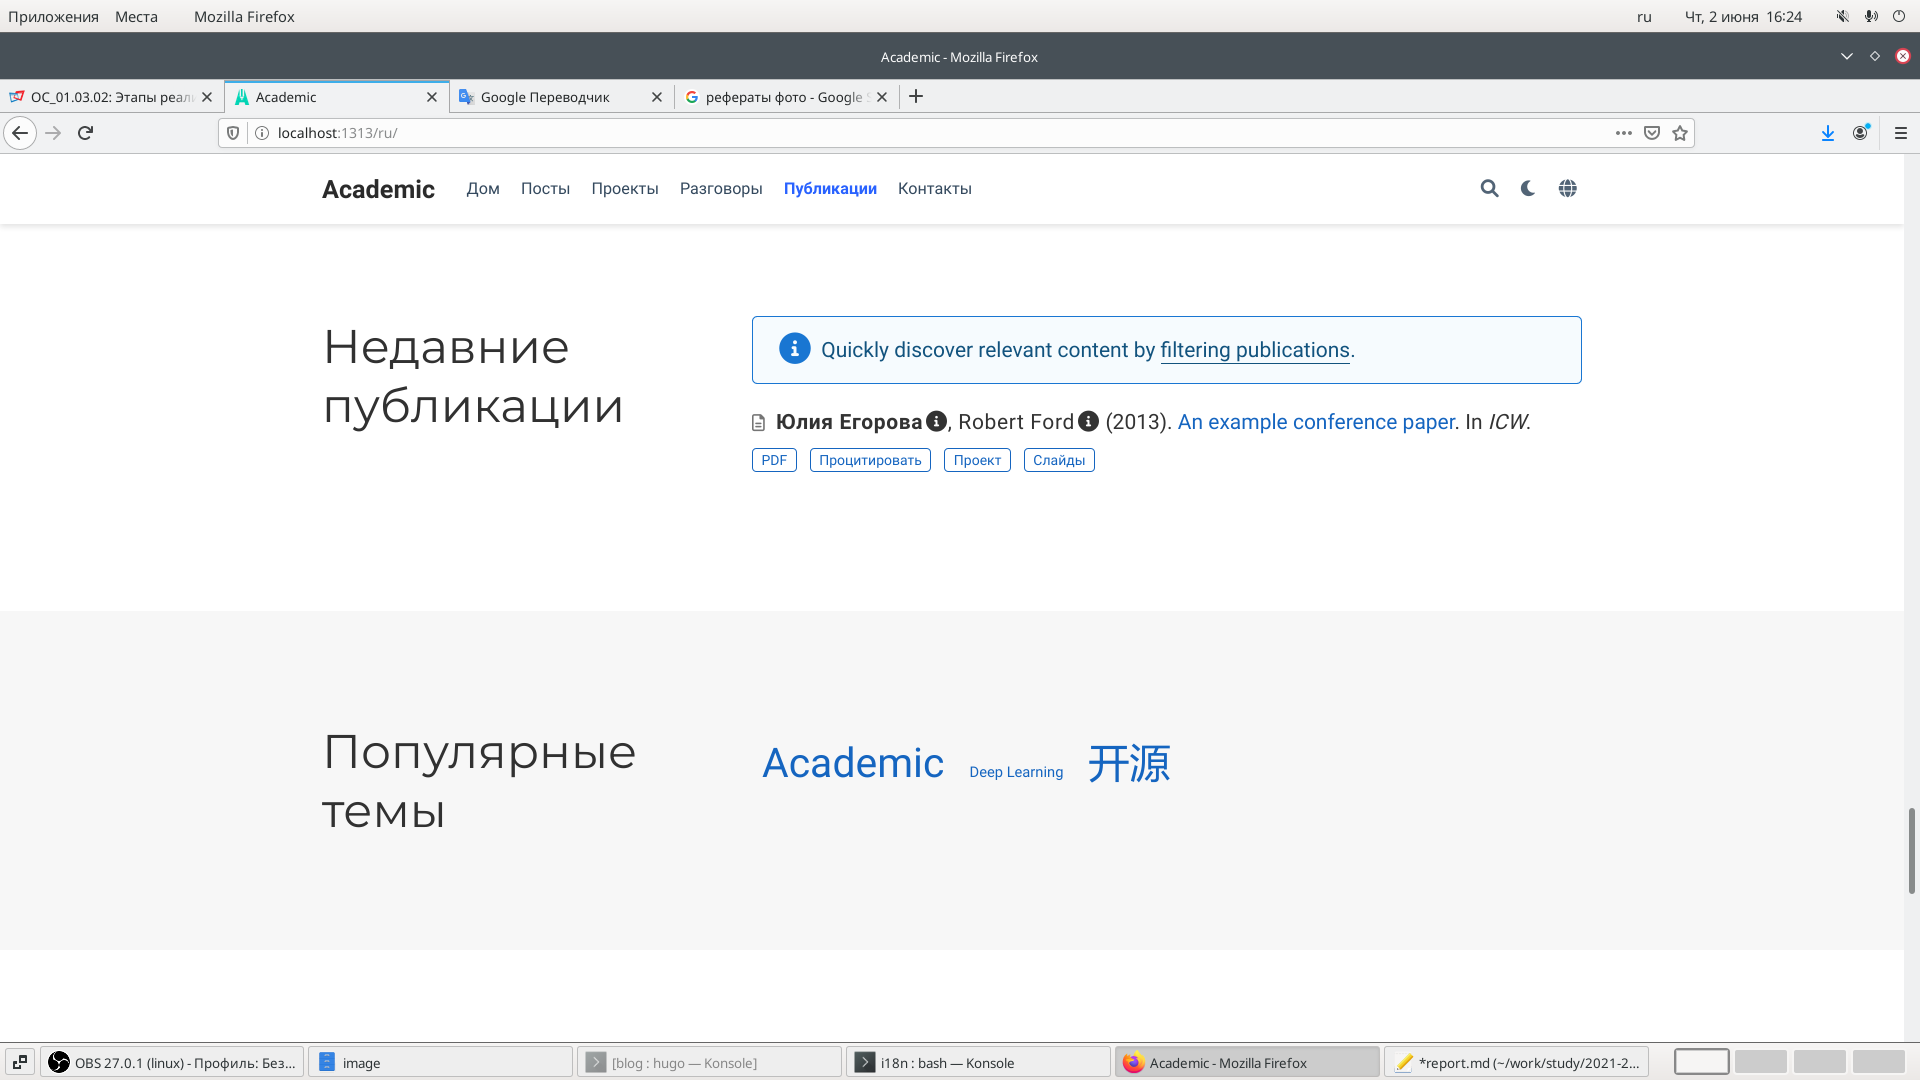 Приложения Места Mozilla Firefox ru Чт, 2 июня 16:24
Academic - Mozilla Firefox
ОС_01.03.02: Этапы реал Academic Google Переводчик рефераты фото - Google
localhost:1313/ru/
Academic Дом Посты Проекты Разговоры Публикации Контакты
Недавние
публикации
Quickly discover relevant content by filtering publications.
Юлия Егорова, Robert Ford (2013). An example conference paper. In ICW.
PDF Процитировать Проект Слайды
Популярные
темы
Academic Deep Learning 开源
OBS 27.0.1 (linux) - Профиль: Без... image [blog : hugo — Konsole] i18n : bash — Konsole Academic - Mozilla Firefox *report.md (~/work/study/2021-2...